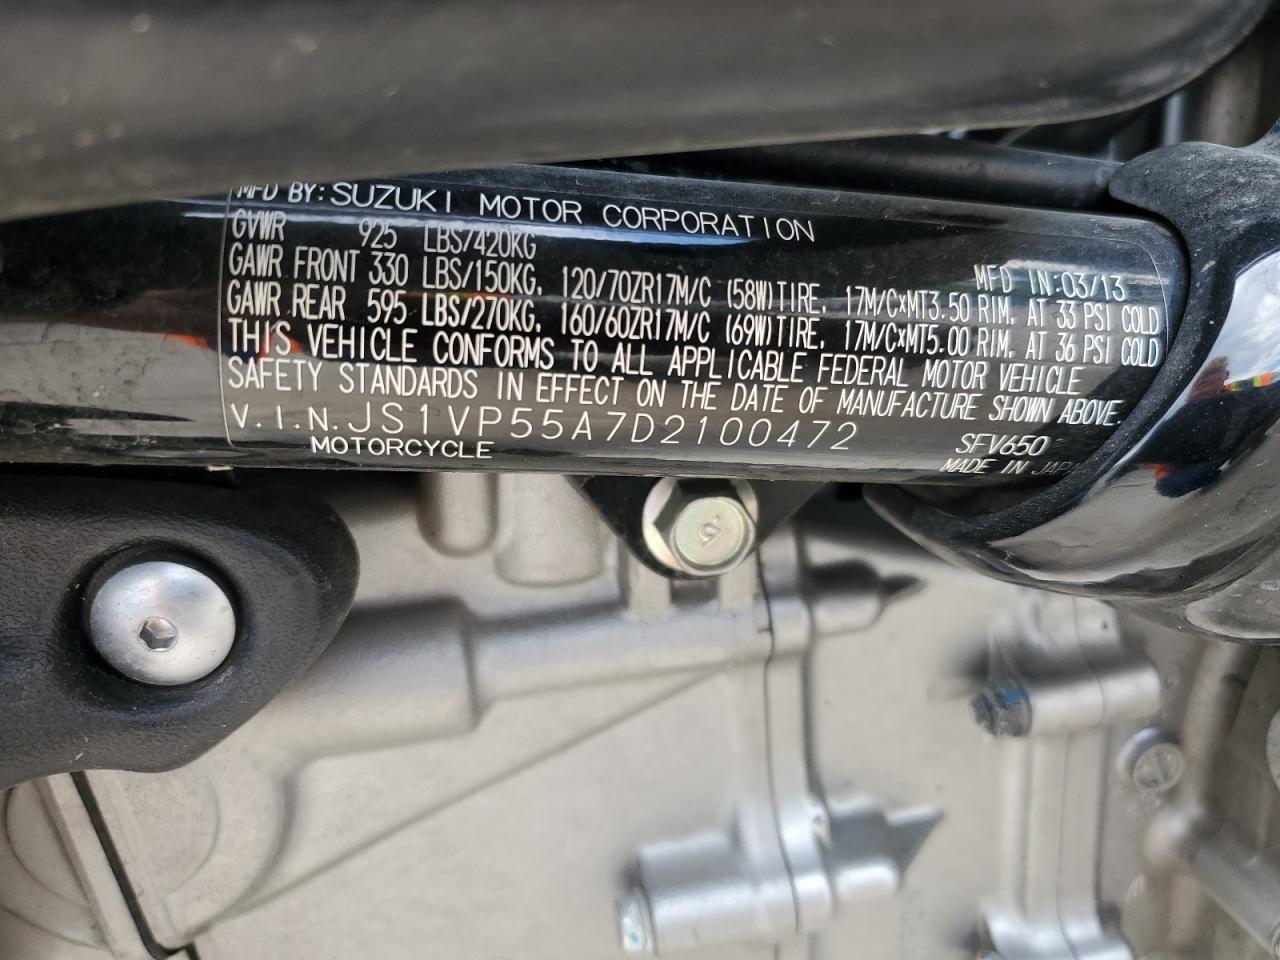 MFD BY: SUZUKI MOTOR CORPORATION
GVWR 925 LBS/420KG MFD IN:03/13
GAWR FRONT 330 LBS/150KG, 120/70ZR17M/C (58W)TIRE, 17M/C×MT3.50 RIM, AT 33 PSI COLD
GAWR REAR 595 LBS/270KG, 160/60ZR17M/C (69W)TIRE, 17M/C×MT5.00 RIM, AT 36 PSI COLD
THIS VEHICLE CONFORMS TO ALL APPLICABLE FEDERAL MOTOR VEHICLE
SAFETY STANDARDS IN EFFECT ON THE DATE OF MANUFACTURE SHOWN ABOVE.
V.I.N.JS1VP55A7D2100472 SFV650
MOTORCYCLE MADE IN JAPAN